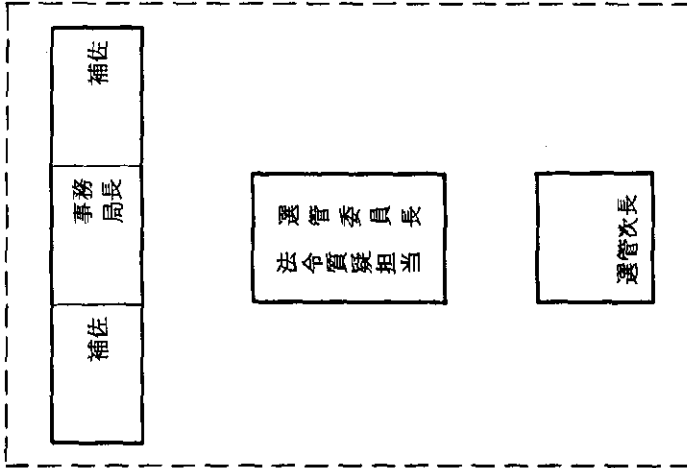 補佐
事務
局長
補佐
選管委員長
法令質疑担当
選管次長